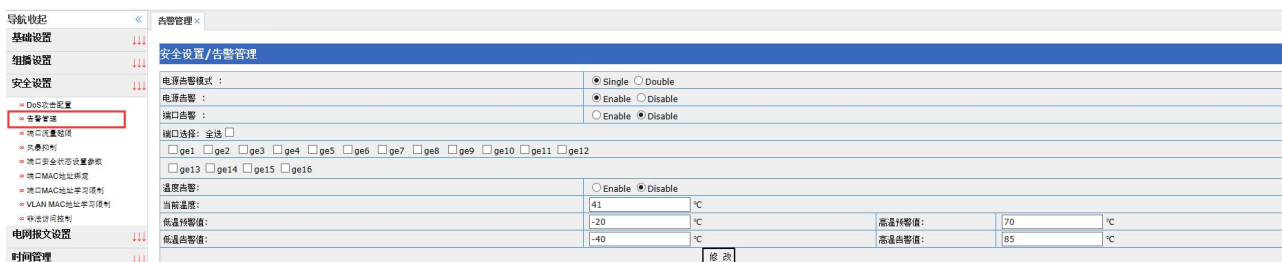 导航收起 «
告警管理 ×
基础设置 ↓↓↓
组播设置 ↓↓↓
安全设置 ↓↓↓
DoS攻击配置
告警管理
端口流量超限
风暴抑制
端口安全状态设置参数
端口MAC地址绑定
端口MAC地址学习限制
VLAN MAC地址学习限制
非法访问控制
电网报文设置 ↓↓↓
时间管理 ↓↓↓
安全设置/告警管理
电源告警模式 : Single Double
电源告警 : Enable Disable
端口告警 : Enable Disable
端口选择: 全选
ge1 ge2 ge3 ge4 ge5 ge6 ge7 ge8 ge9 ge10 ge11 ge12
ge13 ge14 ge15 ge16
温度告警: Enable Disable
当前温度: 41 ℃
低温预警值: -20 ℃ 高温预警值: 70 ℃
低温告警值: -40 ℃ 高温告警值: 85 ℃
修 改